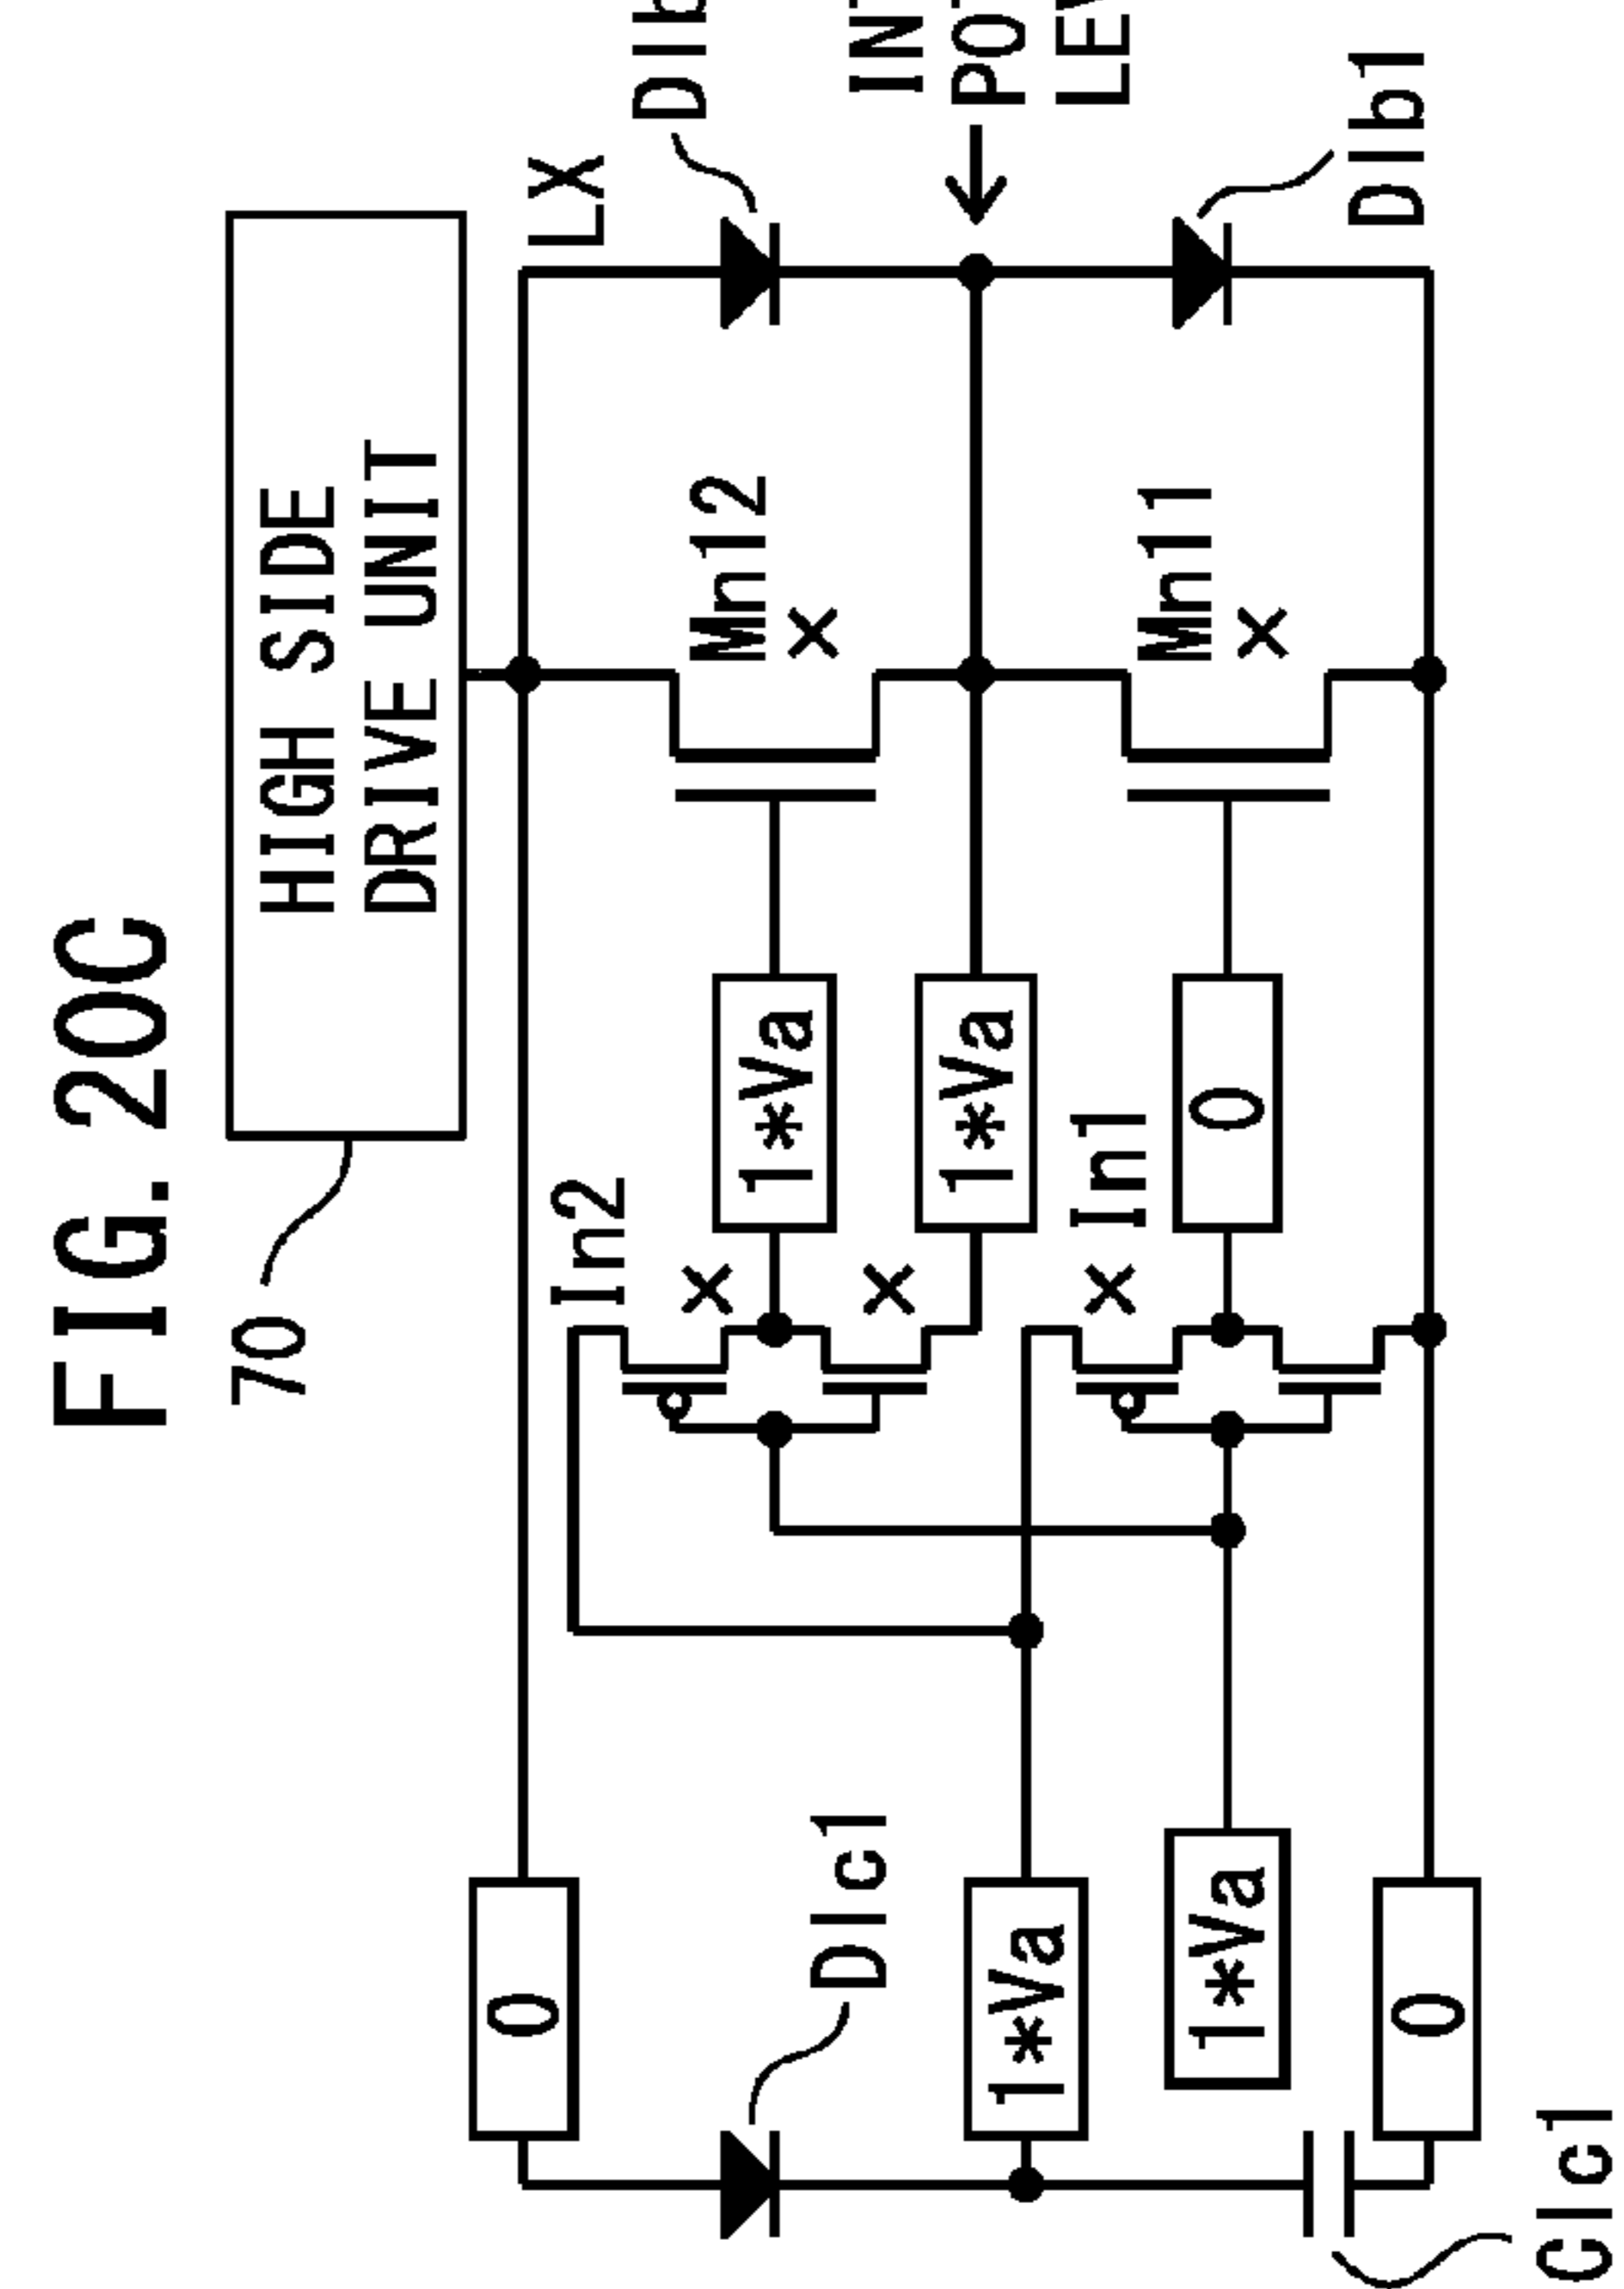 FIG. 20C
70
HIGH SIDE
DRIVE UNIT
LX
In2
Mn12
1*Va
1*Va
In1
Mn11
0
0
Dlc1
1*Va
1*Va
0
Clc1
Dlb1